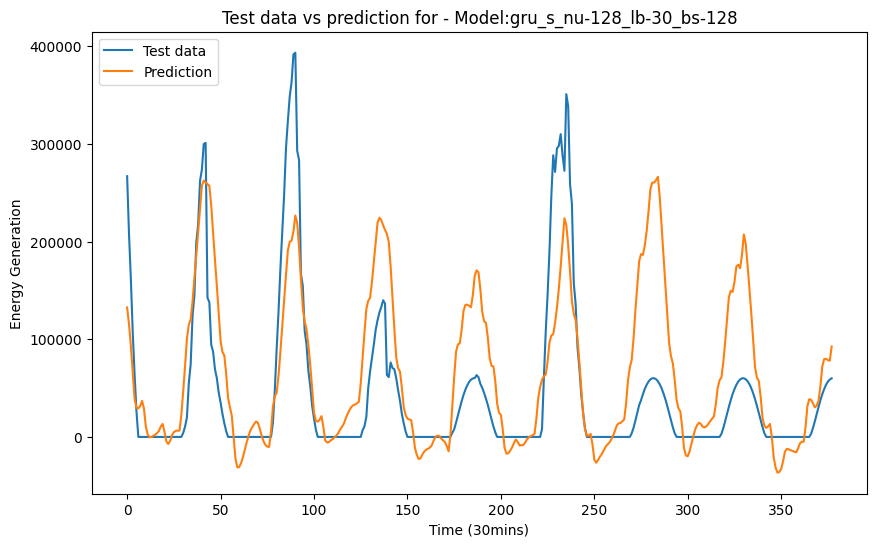 Test data vs prediction for - Model:gru_s_nu-128_lb-30_bs-128
Test data
Prediction
400000
300000
200000
100000
0
Energy Generation
0 50 100 150 200 250 300 350
Time (30mins)